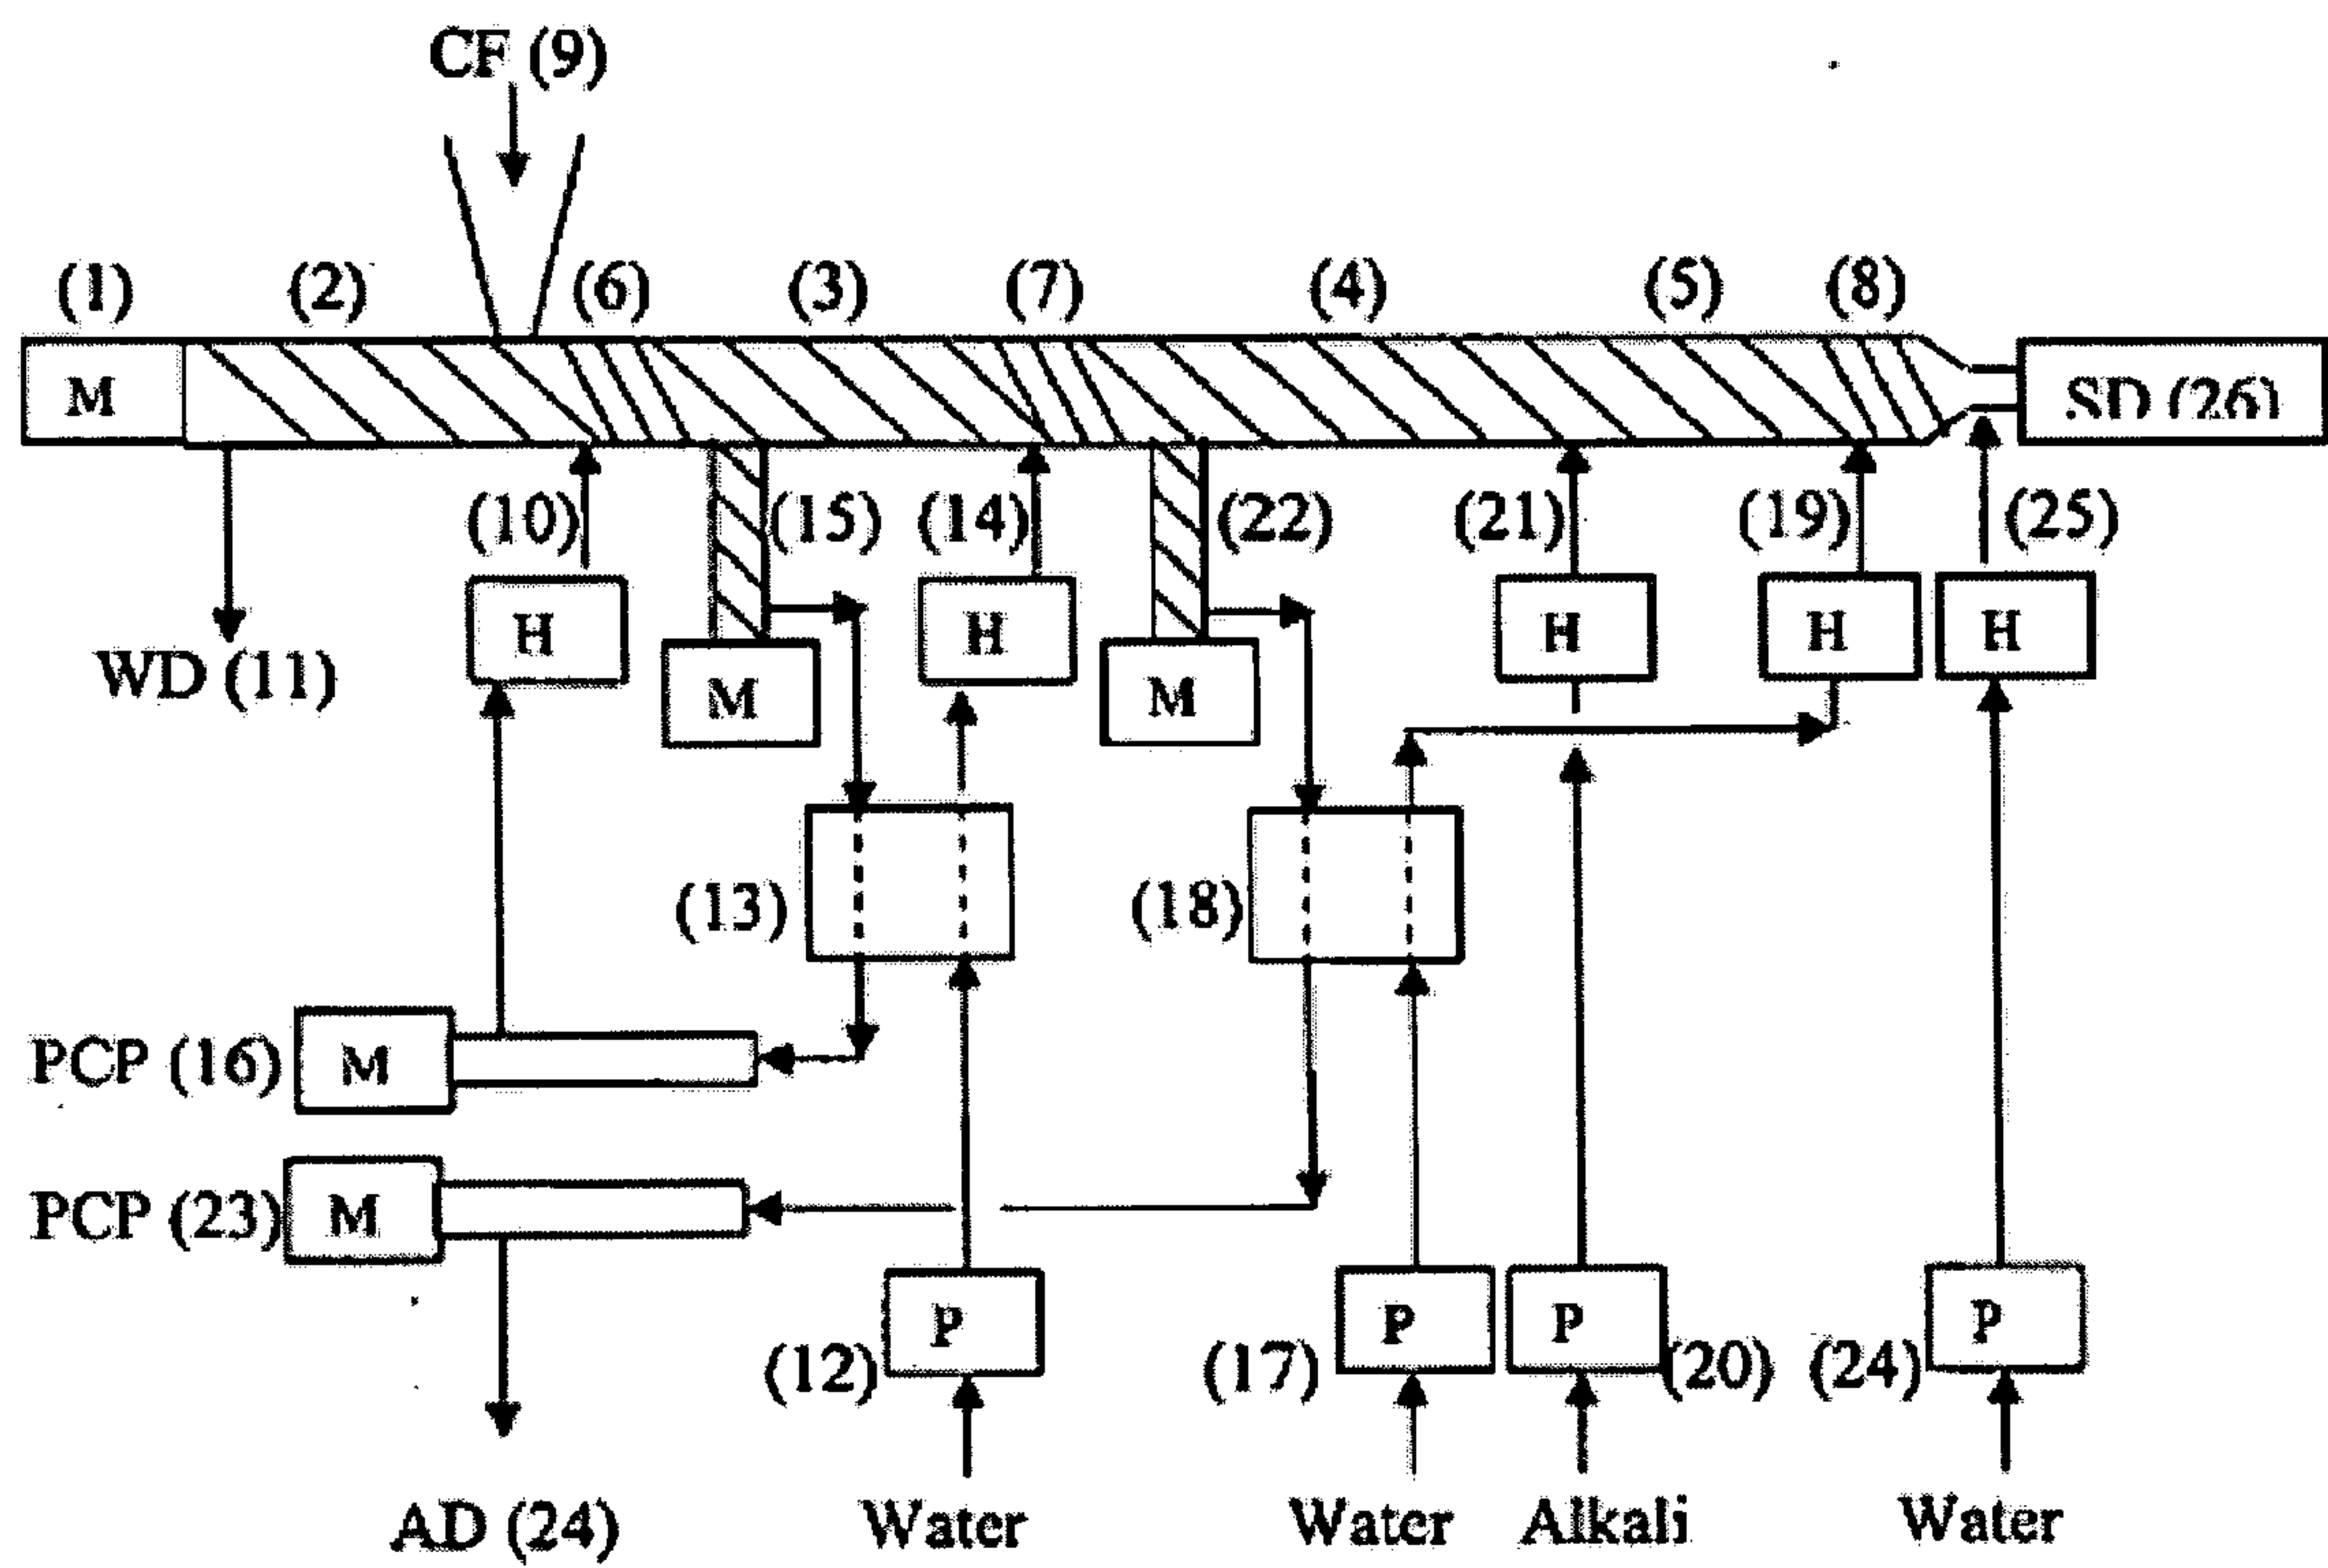 CF (9)
(1) (2) (6) (3) (7) (4) (5) (8)
M SD (26)
(10) (15) (14) (22) (21) (19) (25)
H H H H H
WD (11)
M M
(13) (18)
PCP (16) M
PCP (23) M
P P P P
(12) (17) (20) (24)
AD (24) Water Water Alkali Water